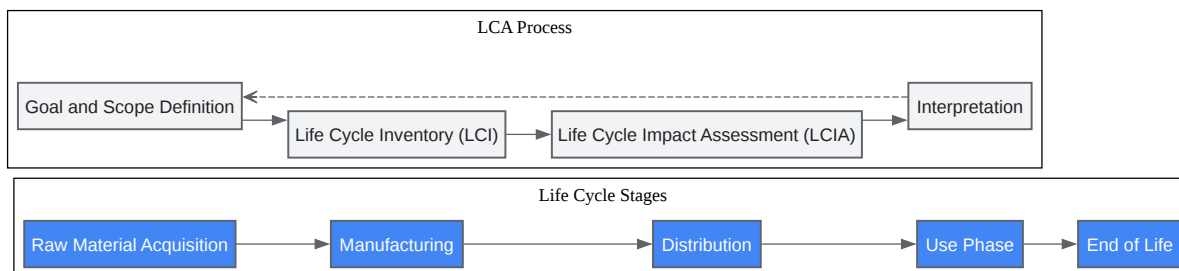 LCA Process
Goal and Scope Definition
Life Cycle Inventory (LCI)
Life Cycle Impact Assessment (LCIA)
Interpretation
Life Cycle Stages
Raw Material Acquisition
Manufacturing
Distribution
Use Phase
End of Life